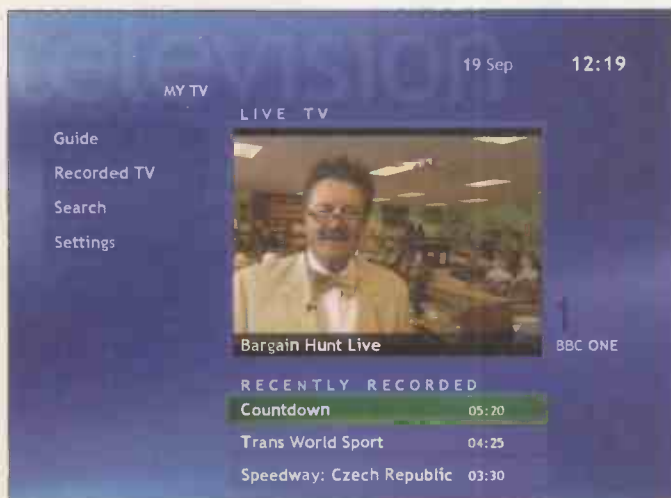 television
19 Sep 12:19
MY TV
LIVE TV
Guide
Recorded TV
Search
Settings
1
Bargain Hunt Live
BBC ONE
RECENTLY RECORDED
Countdown 05:20
Trans World Sport 04:25
Speedway: Czech Republic 03:30